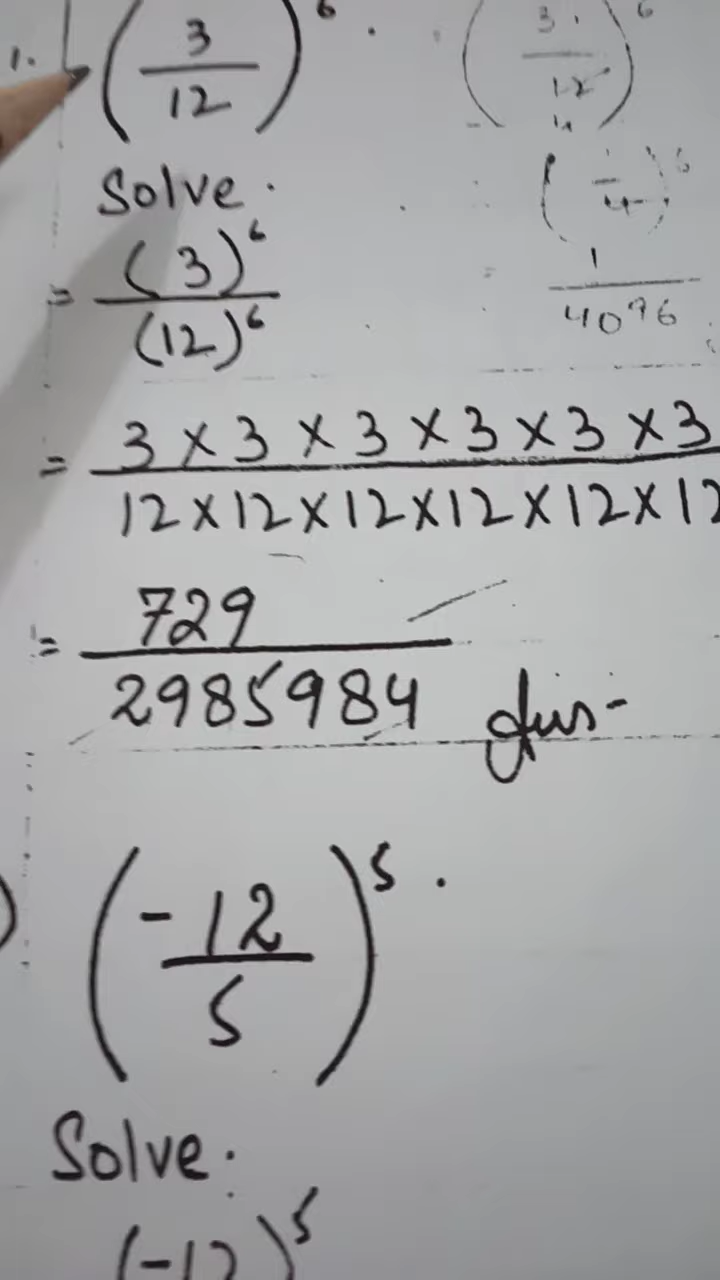 1. (3/12)^6 .
Solve .
= (3)^6/(12)^6
= 3 × 3 × 3 × 3 × 3 × 3/12 × 12 × 12 × 12 × 12 × 12
= 729/2985984 Ans-
) (-12/5)^5 .
Solve :
(-12)^5
(3/12)^6
4
(1/4)^6
= 1/4096